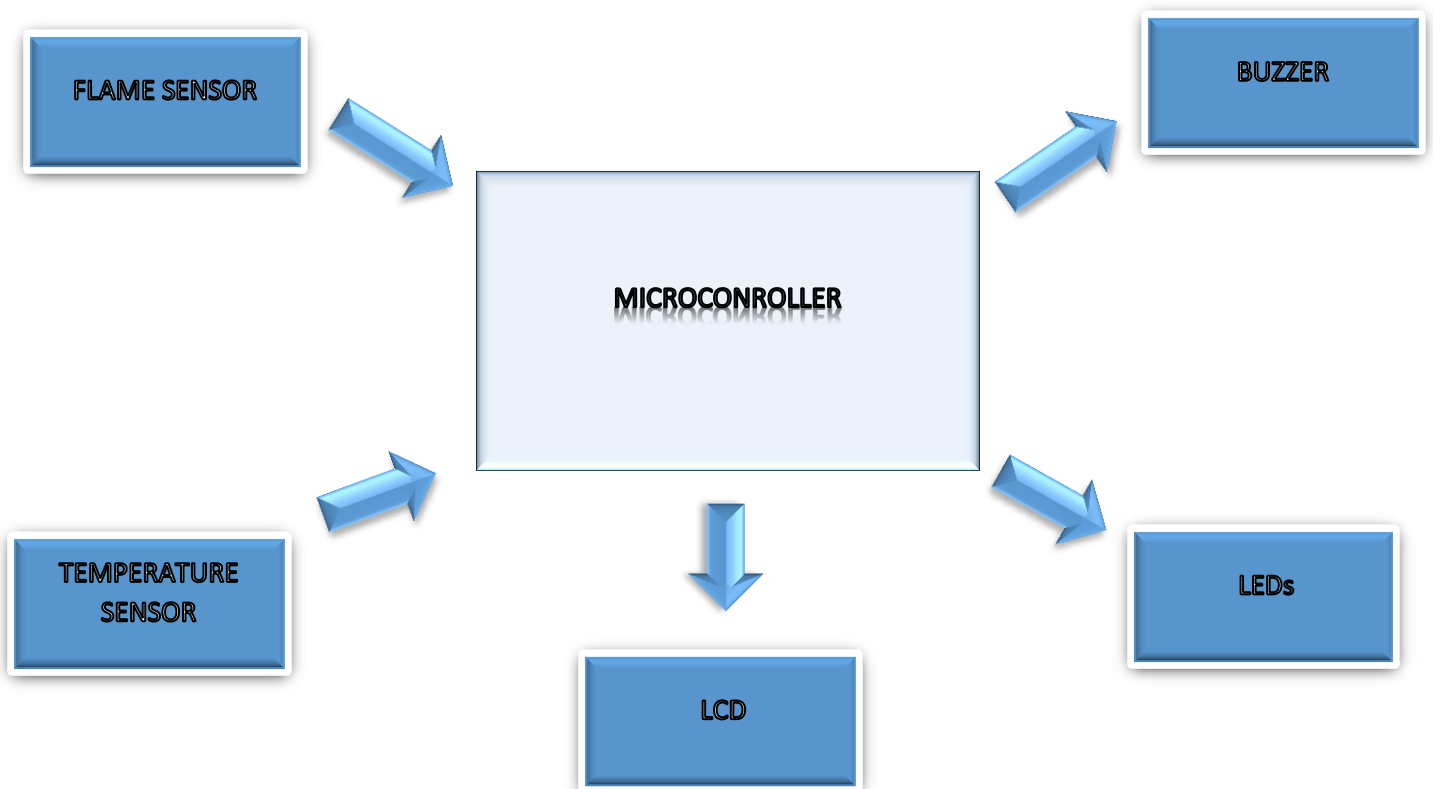 FLAME SENSOR
BUZZER
MICROCONROLLER
TEMPERATURE
SENSOR
LEDs
LCD